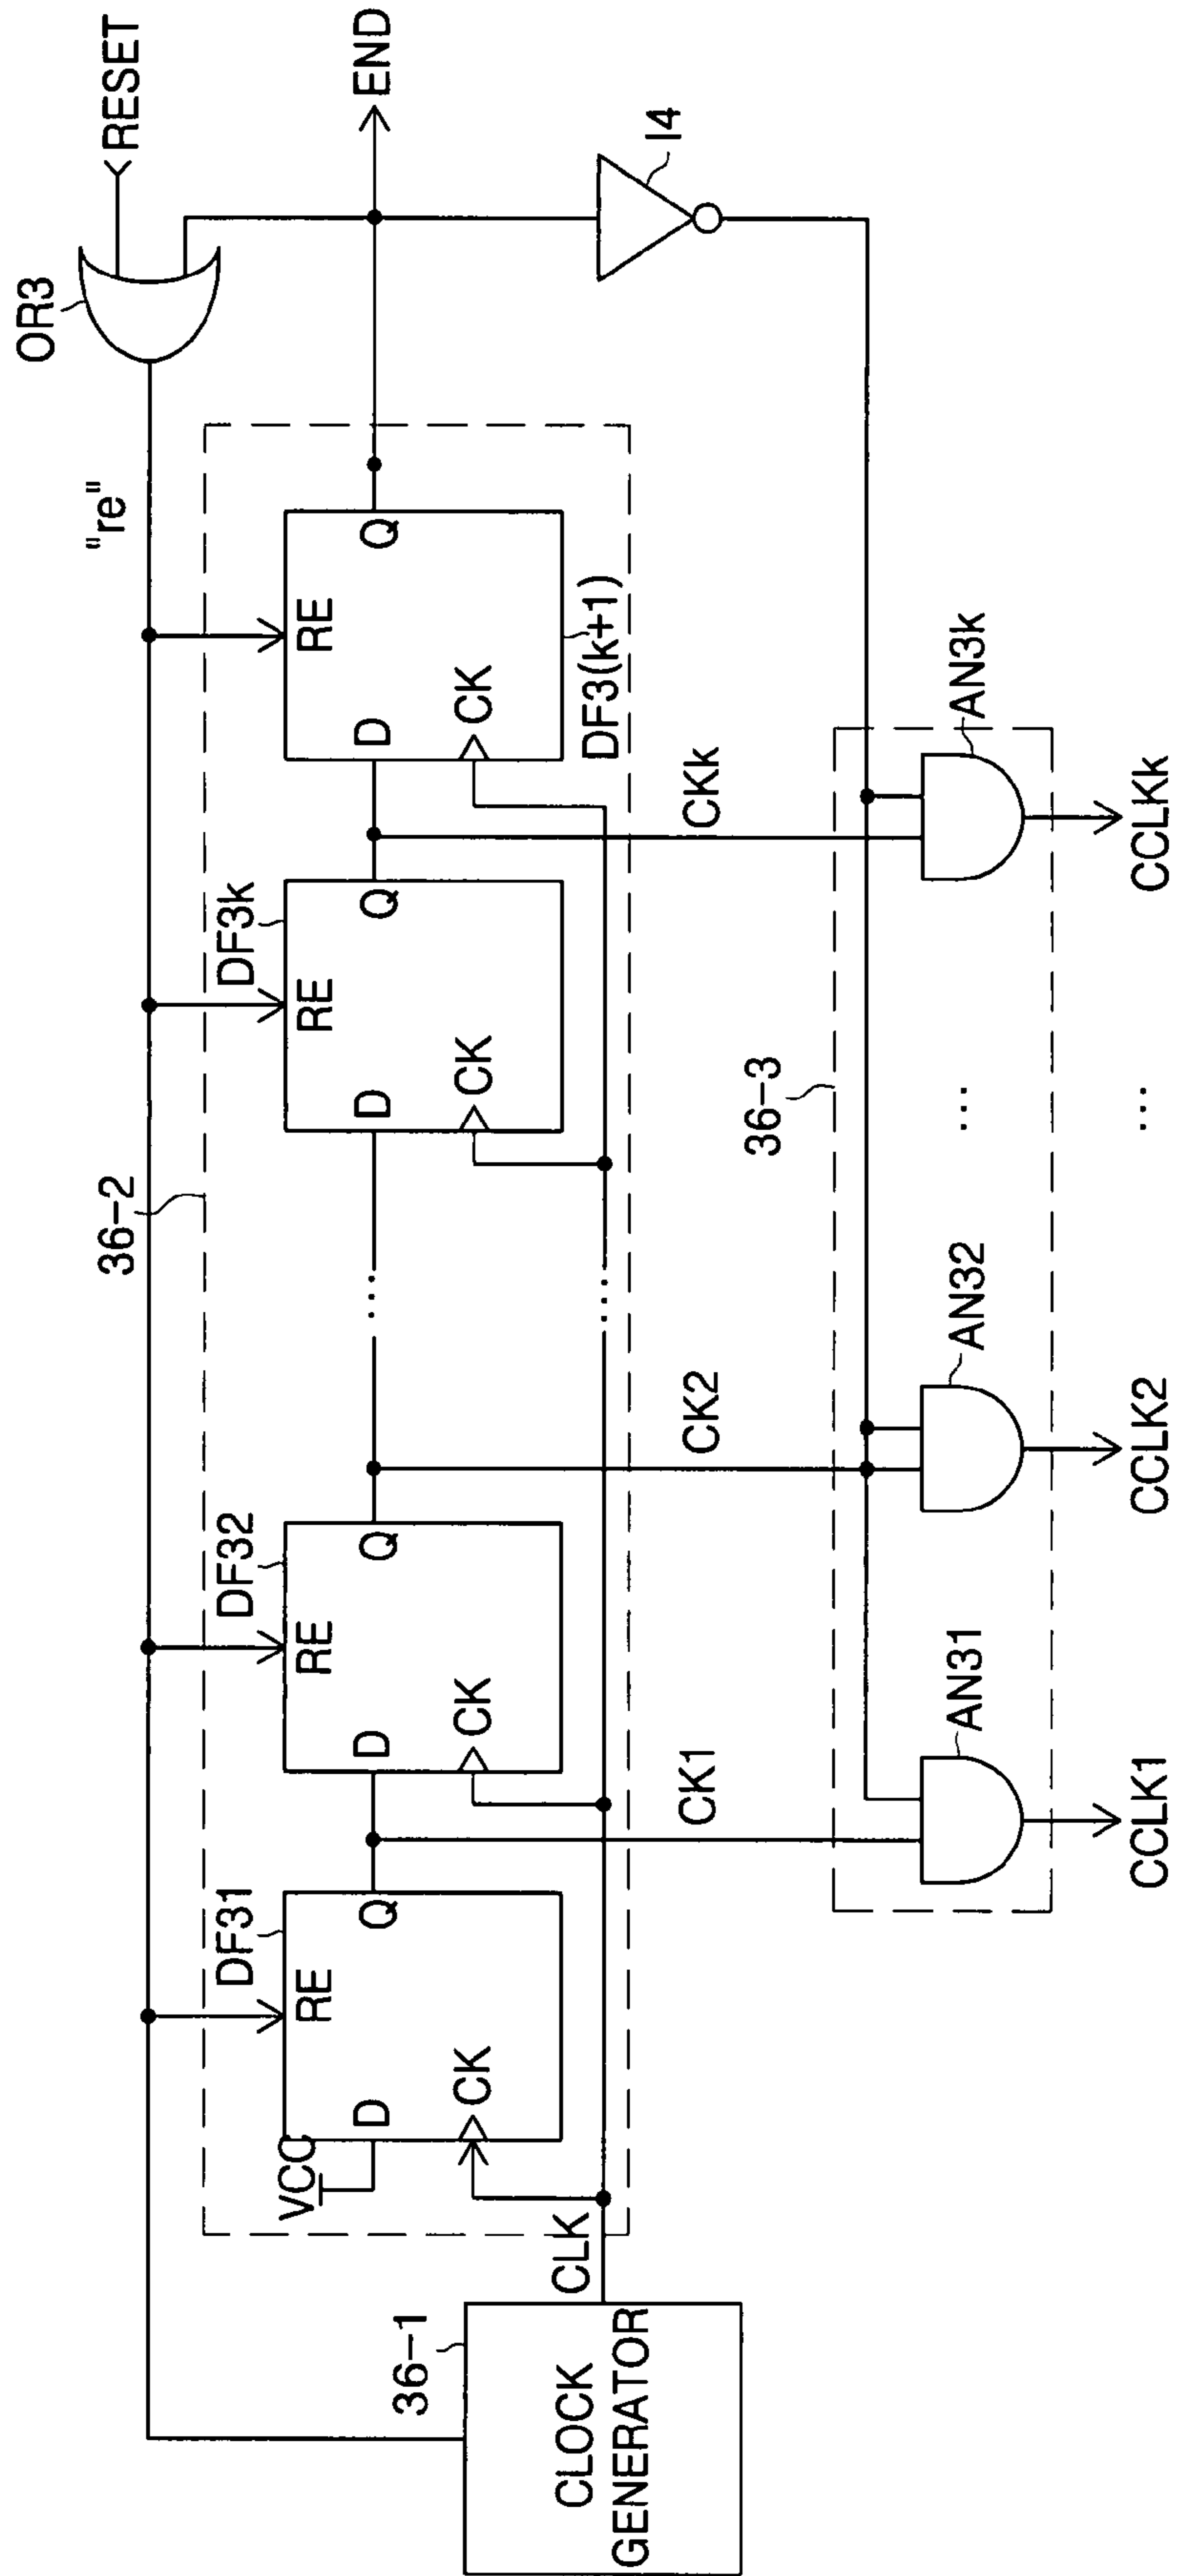 RESET
OR3
"re"
END
I4
36-2
VCC
DF31
RE
D
Q
CK
DF32
RE
D
Q
CK
...
DF3k
RE
D
Q
CK
RE
D
Q
CK
DF3(k+1)
36-1
CLOCK
GENERATOR
CLK
...
CK1
CK2
CKk
36-3
AN31
AN32
...
AN3k
CCLK1
CCLK2
...
CCLKk